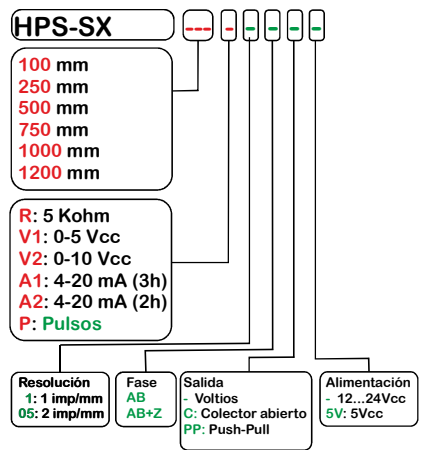 HPS-SX --- - - - - -
100 mm
250 mm
500 mm
750 mm
1000 mm
1200 mm
R: 5 Kohm
V1: 0-5 Vcc
V2: 0-10 Vcc
A1: 4-20 mA (3h)
A2: 4-20 mA (2h)
P: Pulsos
Resolución
1: 1 imp/mm
05: 2 imp/mm
Fase
AB
AB+Z
Salida
- Voltios
C: Colector abierto
PP: Push-Pull
Alimentación
- 12...24Vcc
5V: 5Vcc